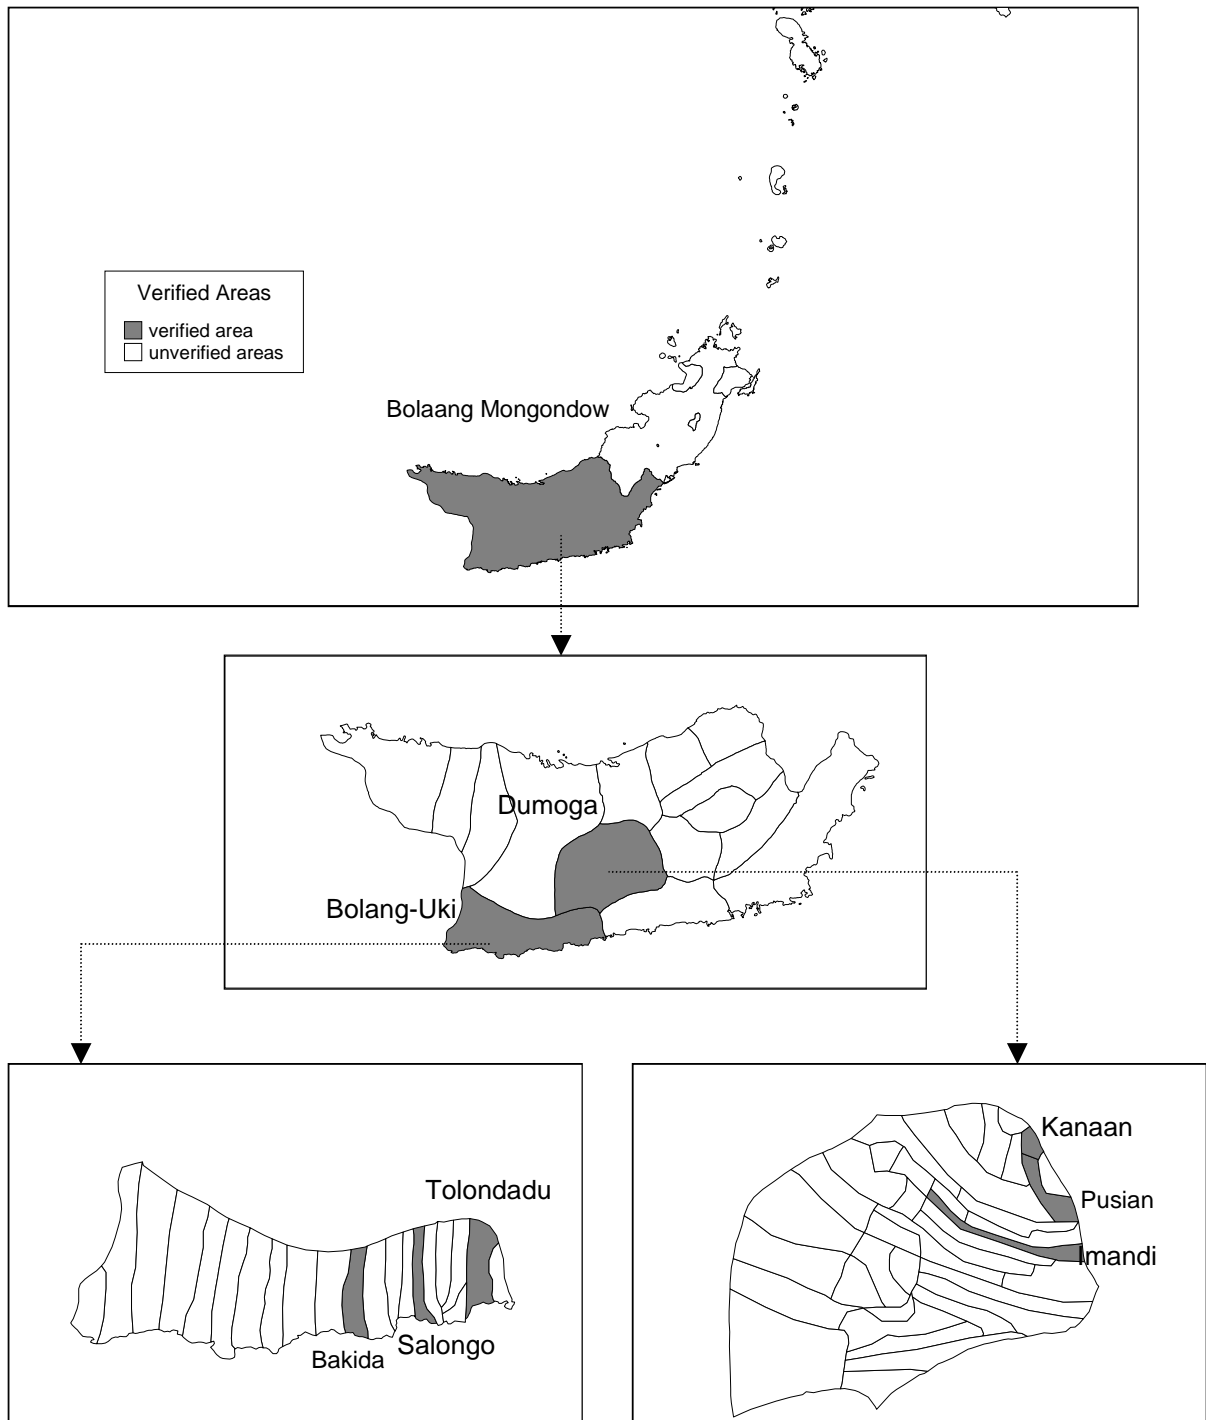 Verified Areas
verified area
unverified areas
Bolaang Mongondow
Dumoga
Bolang-Uki
Tolondadu
Salongo
Bakida
Kanaan
Pusian
Imandi